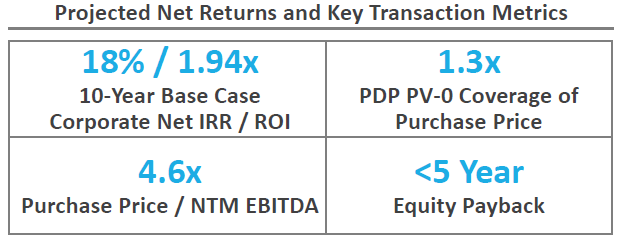 Projected Net Returns and Key Transaction Metrics
18% / 1.94x
10-Year Base Case
Corporate Net IRR / ROI
1.3x
PDP PV-0 Coverage of
Purchase Price
4.6x
Purchase Price / NTM EBITDA
<5 Year
Equity Payback